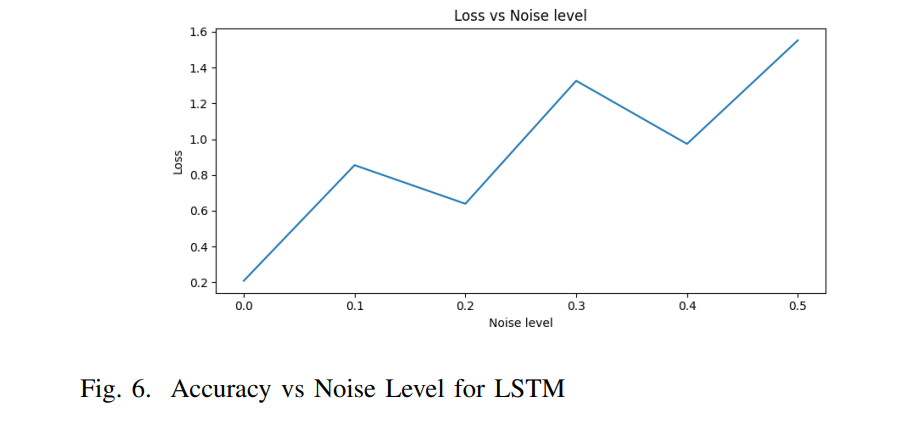 Loss vs Noise level
1.6
1.4
1.2
1.0
0.8
0.6
0.4
0.2
Loss
0.0 0.1 0.2 0.3 0.4 0.5
Noise level
Fig. 6. Accuracy vs Noise Level for LSTM